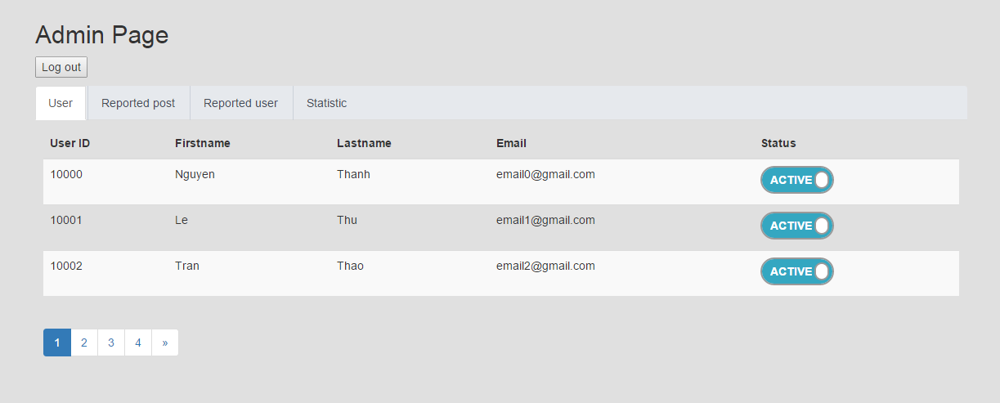 Admin Page
Log out
User Reported post Reported user Statistic
User ID Firstname Lastname Email Status
10000 Nguyen Thanh email0@gmail.com ACTIVE
10001 Le Thu email1@gmail.com ACTIVE
10002 Tran Thao email2@gmail.com ACTIVE
1 2 3 4 »